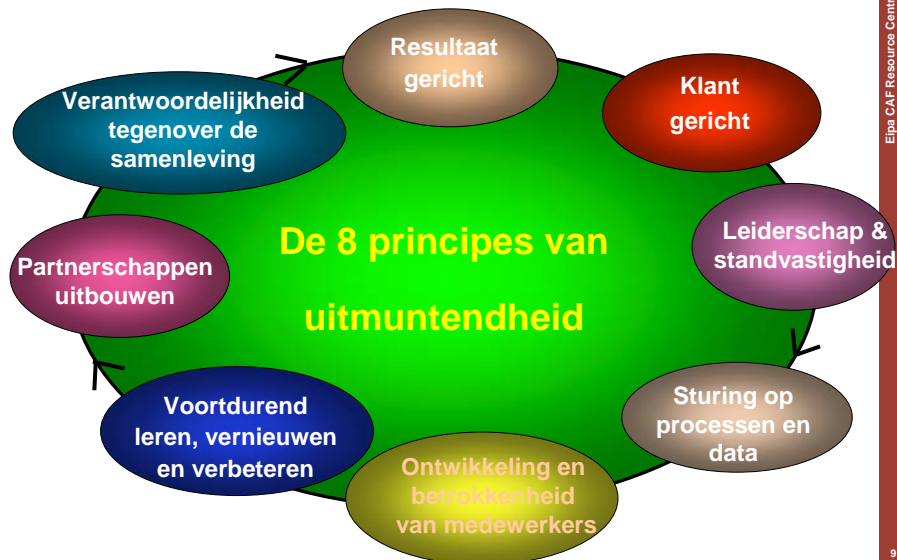 De 8 principes van
uitmuntendheid
Resultaat
gericht
Klant
gericht
Leiderschap &
standvastigheid
Sturing op
processen en
data
Ontwikkeling en
betrokkenheid
van medewerkers
Voortdurend
leren, vernieuwen
en verbeteren
Partnerschappen
uitbouwen
Verantwoordelijkheid
tegenover de
samenleving
Eipa CAF Resource Centr
9